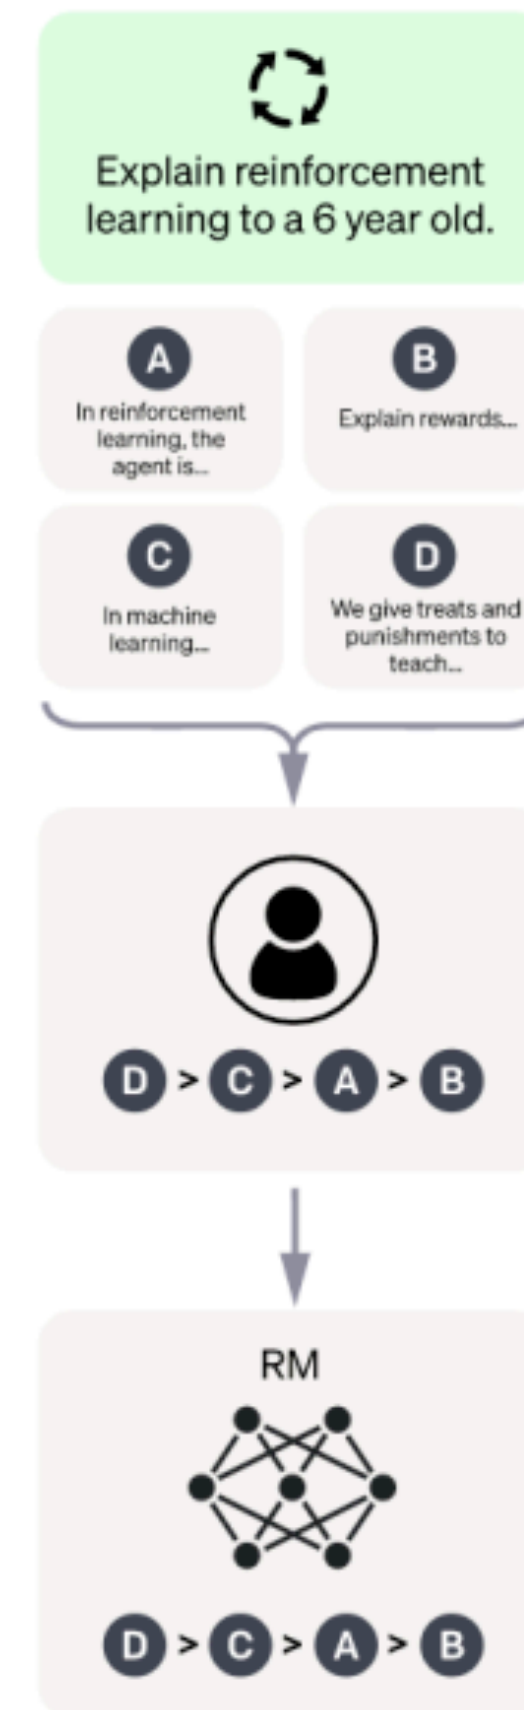 Explain reinforcement
learning to a 6 year old.
A
In reinforcement
learning, the
agent is...
B
Explain rewards...
C
In machine
learning...
D
We give treats and
punishments to
teach...
D > C > A > B
RM
D > C > A > B